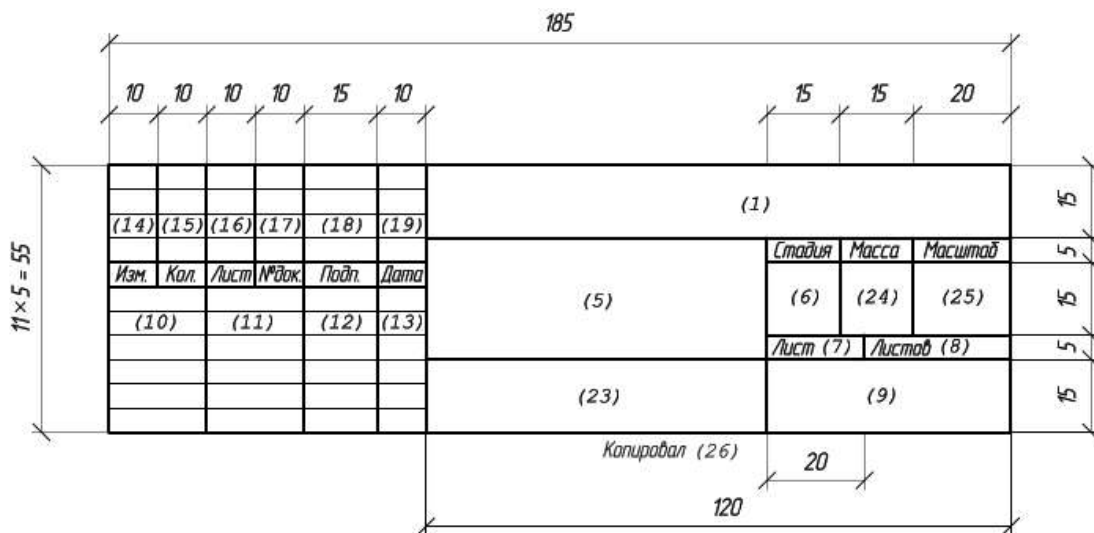 185
10 10 10 10 15 10 15 15 20
(1) 15
(14) (15) (16) (17) (18) (19)
Стадия Масса Масштаб 5
Изм. Кол. Лист №док. Подп. Дата
11 × 5 = 55
(5) (6) (24) (25) 15
(10) (11) (12) (13)
Лист (7) Листов (8) 5
(23) (9) 15
Копировал (26)
20
120